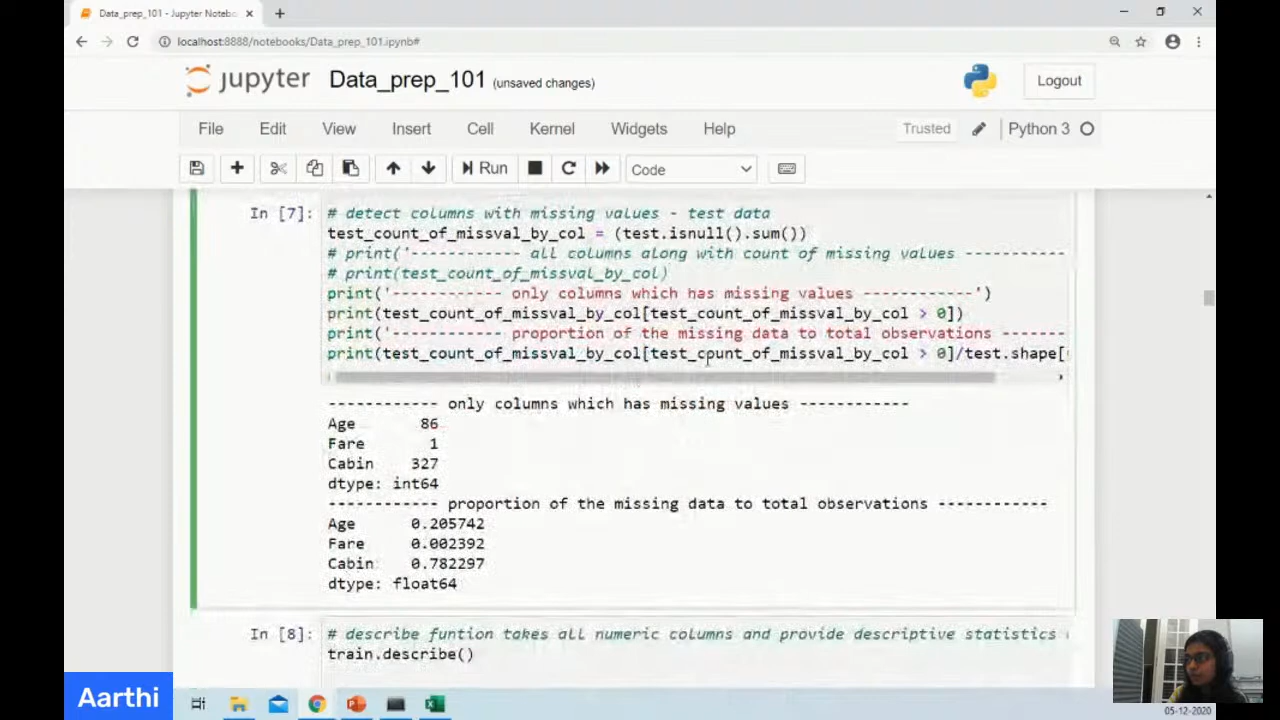 Data_prep_101 - Jupyter Noteb
localhost:8888/notebooks/Data_prep_101.ipynb#
jupyter Data_prep_101 (unsaved changes)
Logout
File Edit View Insert Cell Kernel Widgets Help
Trusted Python 3
Run Code
In [7]: # detect columns with missing values - test data
test_count_of_missval_by_col = (test.isnull().sum())
# print('------------ all columns along with count of missing values -----------
# print(test_count_of_missval_by_col)
print('------------ only columns which has missing values ------------')
print(test_count_of_missval_by_col[test_count_of_missval_by_col > 0])
print('------------ proportion of the missing data to total observations -------
print(test_count_of_missval_by_col[test_count_of_missval_by_col > 0]/test.shape[
------------ only columns which has missing values ------------
Age 86
Fare 1
Cabin 327
dtype: int64
------------ proportion of the missing data to total observations ------------
Age 0.205742
Fare 0.002392
Cabin 0.782297
dtype: float64
In [8]: # describe funtion takes all numeric columns and provide descriptive statistics
train.describe()
Aarthi
05-12-2020